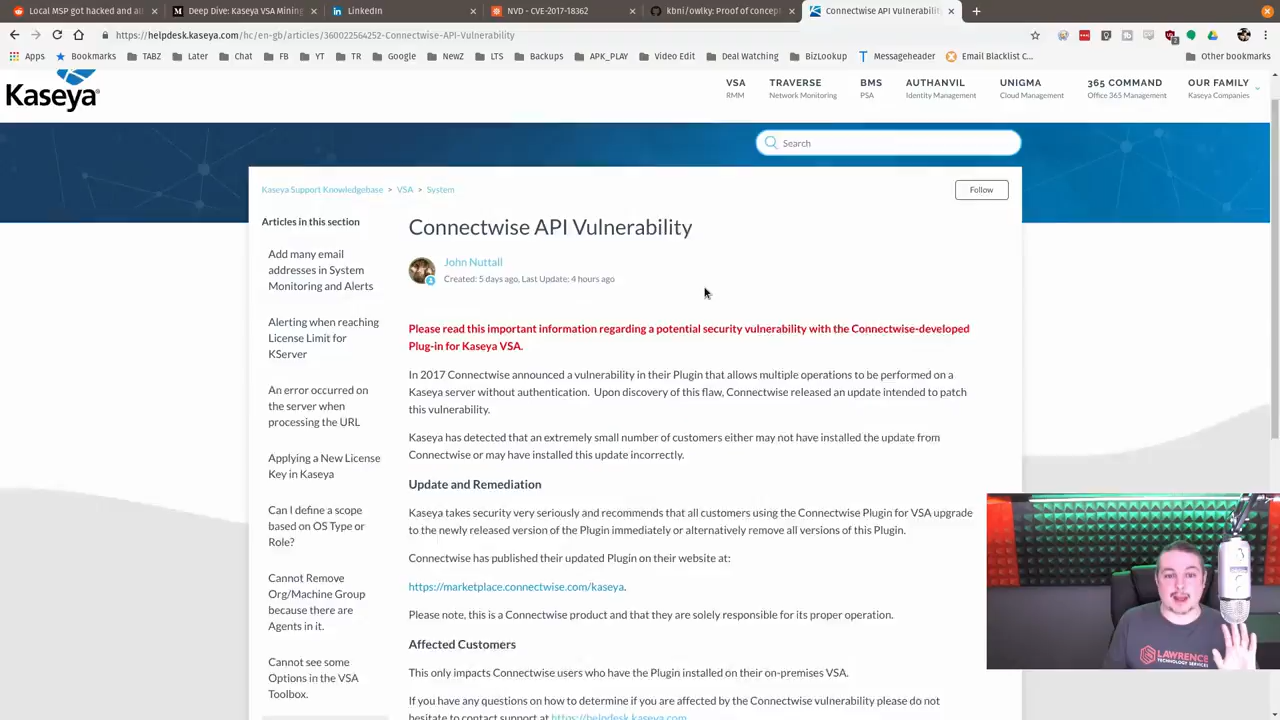 Local MSP got hacked and all
Deep Dive: Kaseya VSA Mining
LinkedIn
NVD - CVE-2017-18362
kbni/owlky: Proof of concept
Connectwise API Vulnerability
https://helpdesk.kaseya.com/hc/en-gb/articles/360022564252-Connectwise-API-Vulnerability
Apps Bookmarks TABZ Later Chat FB YT TR Google NewZ LTS Backups APK_PLAY Video Edit Deal Watching BizLookup Messageheader Email Blacklist C... Other bookmarks
Kaseya
VSA TRAVERSE BMS AUTHANVIL UNIGMA 365 COMMAND OUR FAMILY
RMM Network Monitoring PSA Identity Management Cloud Management Office 365 Management Kaseya Companies
Search
Kaseya Support Knowledgebase > VSA > System
Follow
Articles in this section
Add many email
addresses in System
Monitoring and Alerts
Alerting when reaching
License Limit for
KServer
An error occurred on
the server when
processing the URL
Applying a New License
Key in Kaseya
Can I define a scope
based on OS Type or
Role?
Cannot Remove
Org/Machine Group
because there are
Agents in it.
Cannot see some
Options in the VSA
Toolbox.
Connectwise API Vulnerability
John Nuttall
Created: 5 days ago, Last Update: 4 hours ago
Please read this important information regarding a potential security vulnerability with the Connectwise-developed
Plug-in for Kaseya VSA.
In 2017 Connectwise announced a vulnerability in their Plugin that allows multiple operations to be performed on a
Kaseya server without authentication. Upon discovery of this flaw, Connectwise released an update intended to patch
this vulnerability.
Kaseya has detected that an extremely small number of customers either may not have installed the update from
Connectwise or may have installed this update incorrectly.
Update and Remediation
Kaseya takes security very seriously and recommends that all customers using the Connectwise Plugin for VSA upgrade
to the newly released version of the Plugin immediately or alternatively remove all versions of this Plugin.
Connectwise has published their updated Plugin on their website at:
https://marketplace.connectwise.com/kaseya.
Please note, this is a Connectwise product and that they are solely responsible for its proper operation.
Affected Customers
This only impacts Connectwise users who have the Plugin installed on their on-premises VSA.
If you have any questions on how to determine if you are affected by the Connectwise vulnerability please do not
hesitate to contact support at https://helpdesk.kaseya.com
LAWRENCE
TECHNOLOGY SERVICES